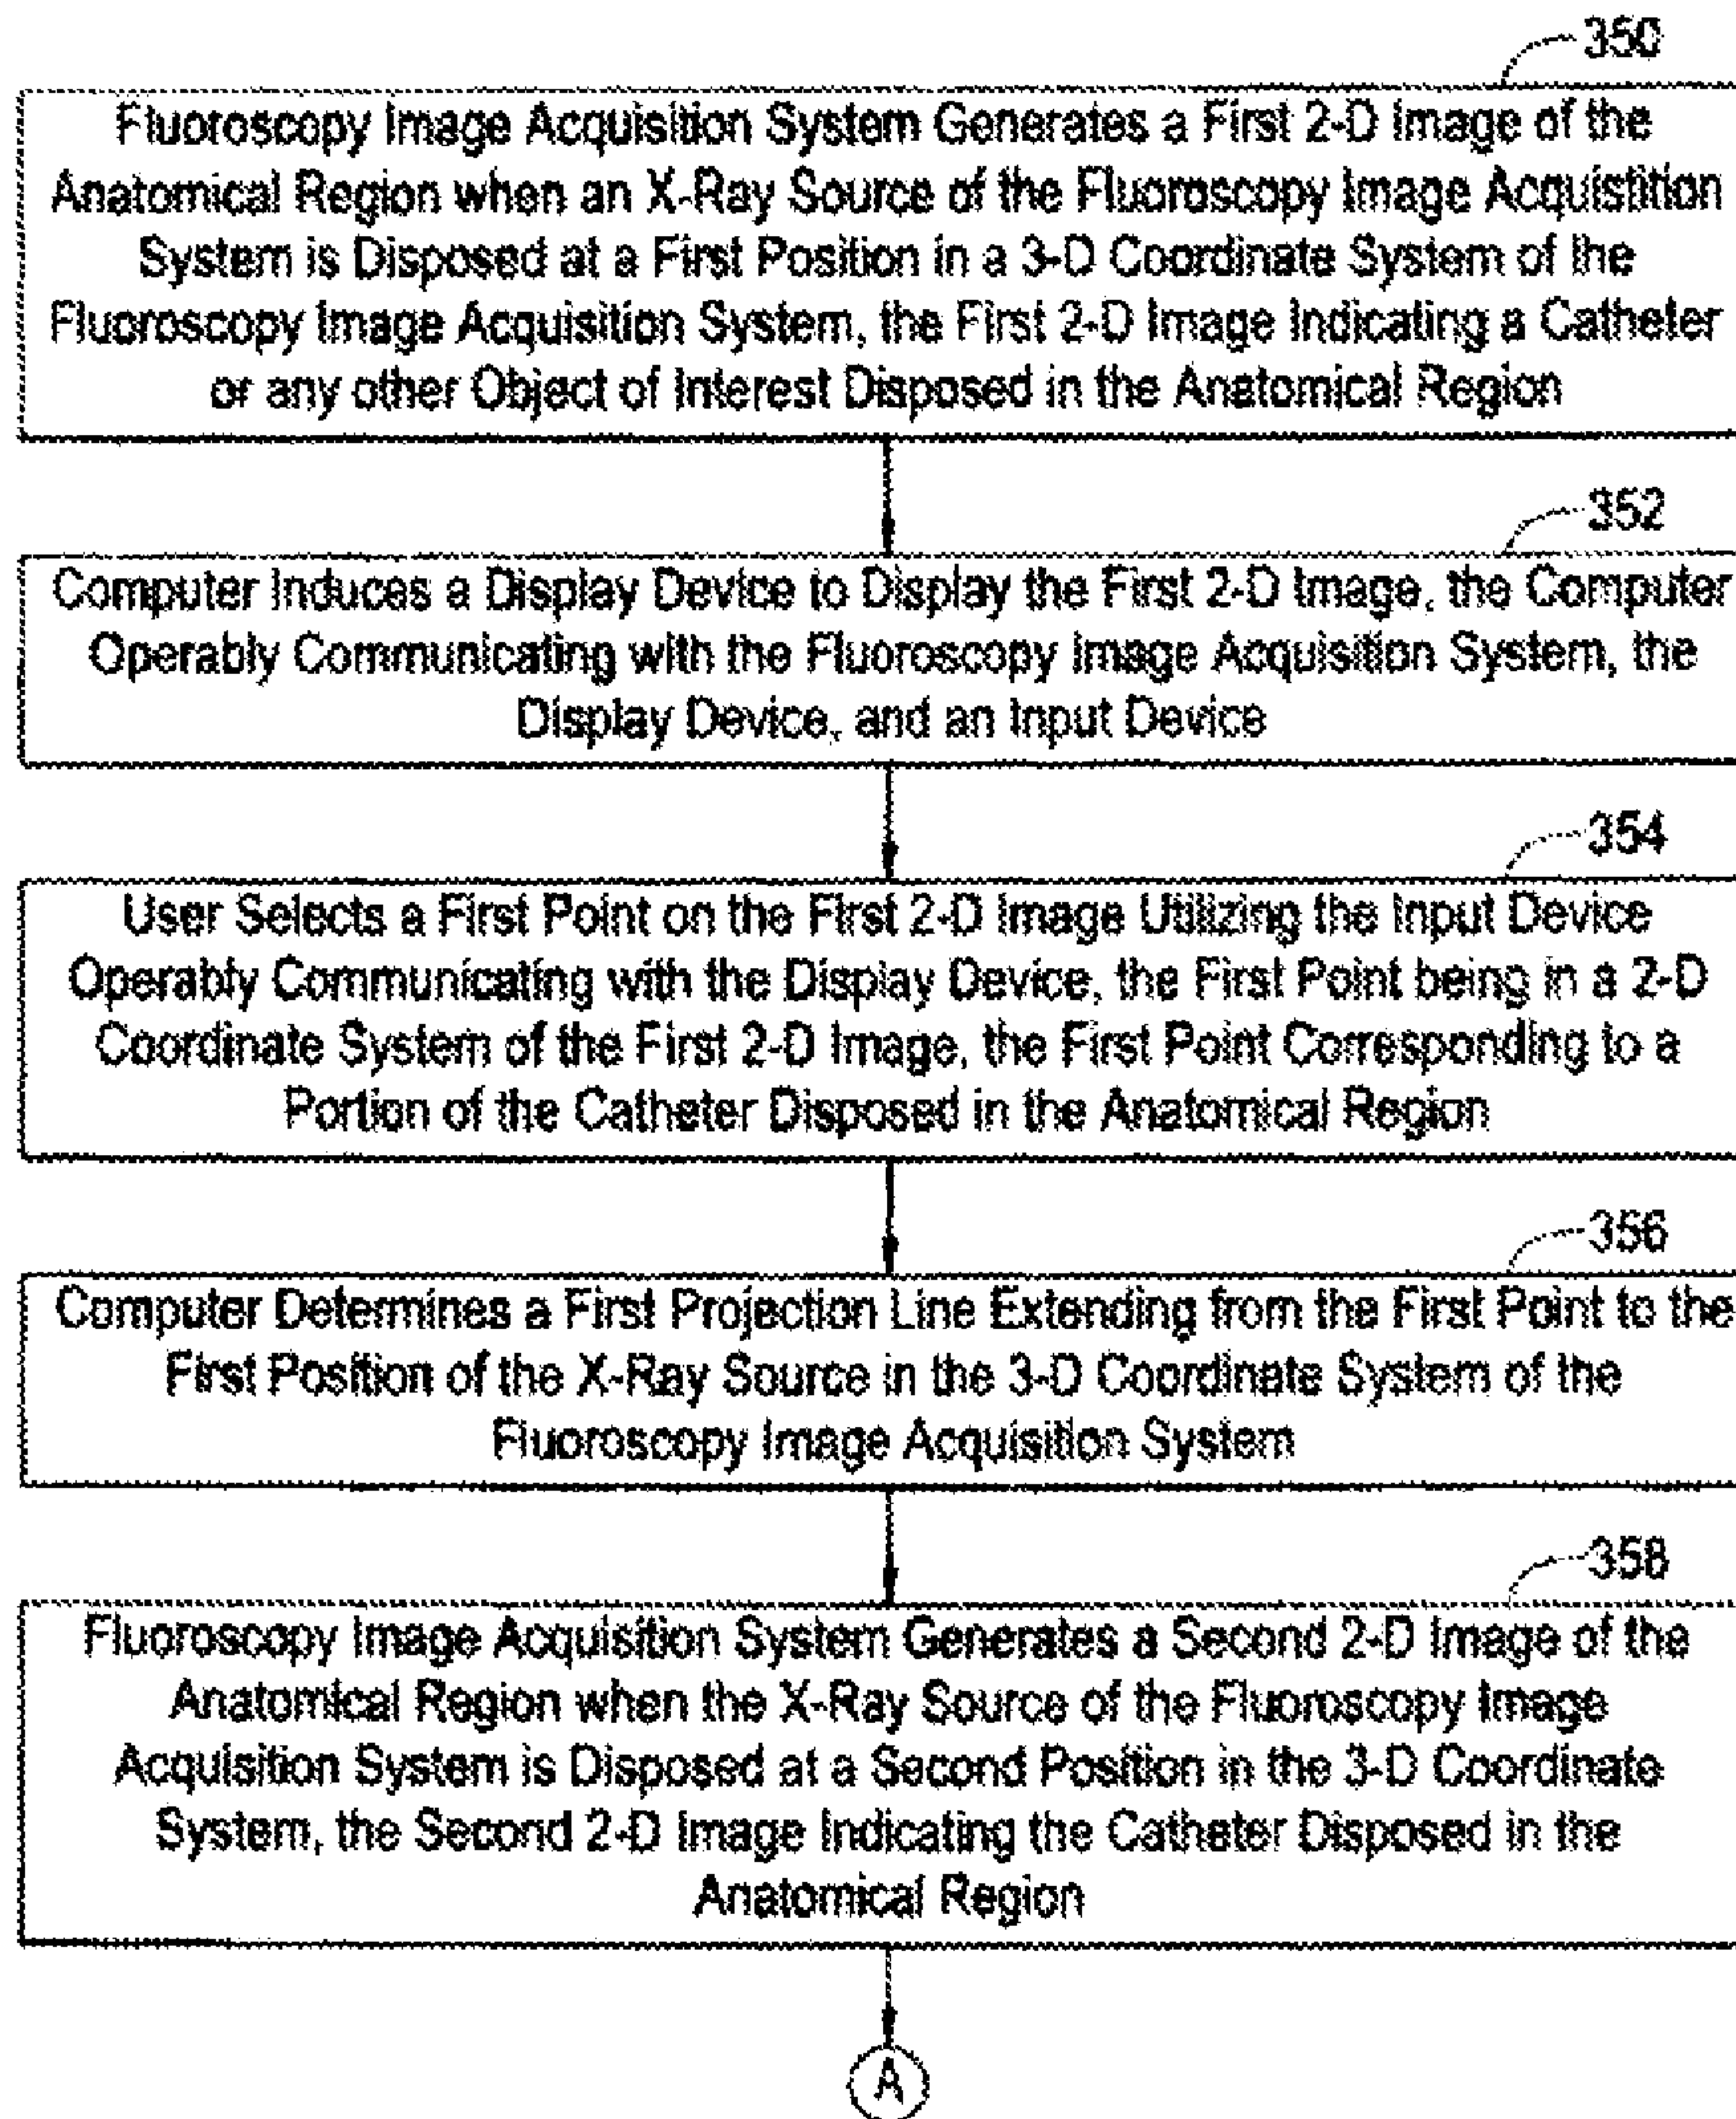 350
Fluoroscopy Image Acquisition System Generates a First 2-D Image of the
Anatomical Region when an X-Ray Source of the Fluoroscopy Image Acquistition
System is Disposed at a First Position in a 3-D Coordinate System of the
Fluoroscopy Image Acquisition System, the First 2-D Image Indicating a Catheter
or any other Object of Interest Disposed in the Anatomical Region
352
Computer Induces a Display Device to Display the First 2-D Image, the Computer
Operably Communicating with the Fluoroscopy Image Acquisition System, the
Display Device, and an Input Device
354
User Selects a First Point on the First 2-D Image Utilizing the Input Device
Operably Communicating with the Display Device, the First Point being in a 2-D
Coordinate System of the First 2-D Image, the First Point Corresponding to a
Portion of the Catheter Disposed in the Anatomical Region
356
Computer Determines a First Projection Line Extending from the First Point to the
First Position of the X-Ray Source in the 3-D Coordinate System of the
Fluoroscopy Image Acquisition System
358
Fluoroscopy Image Acquisition System Generates a Second 2-D Image of the
Anatomical Region when the X-Ray Source of the Fluoroscopy Image
Acquisition System is Disposed at a Second Position in the 3-D Coordinate
System, the Second 2-D Image Indicating the Catheter Disposed in the
Anatomical Region
A